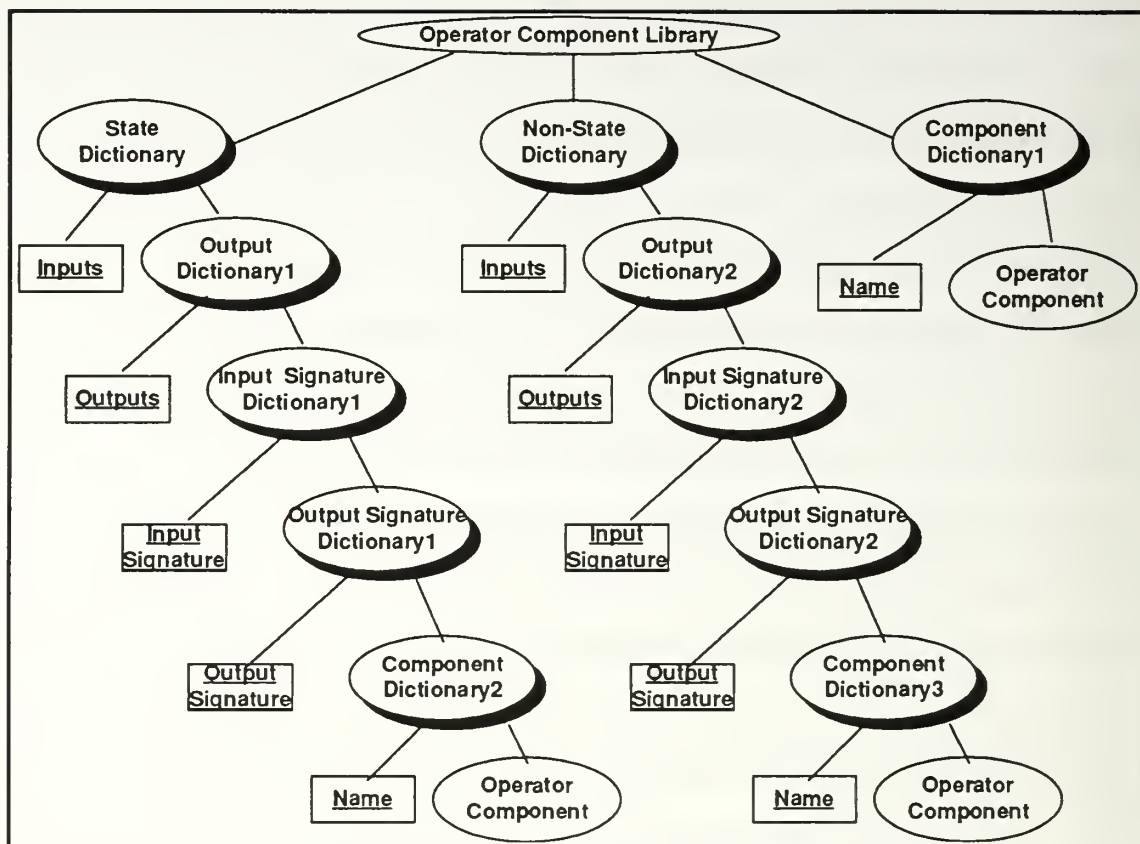 Operator Component Library
State
Dictionary
Non-State
Dictionary
Component
Dictionary1
Inputs
Output
Dictionary1
Inputs
Output
Dictionary2
Name
Operator
Component
Outputs
Input Signature
Dictionary1
Outputs
Input Signature
Dictionary2
Input
Signature
Output Signature
Dictionary1
Input
Signature
Output Signature
Dictionary2
Output
Signature
Component
Dictionary2
Output
Signature
Component
Dictionary3
Name
Operator
Component
Name
Operator
Component